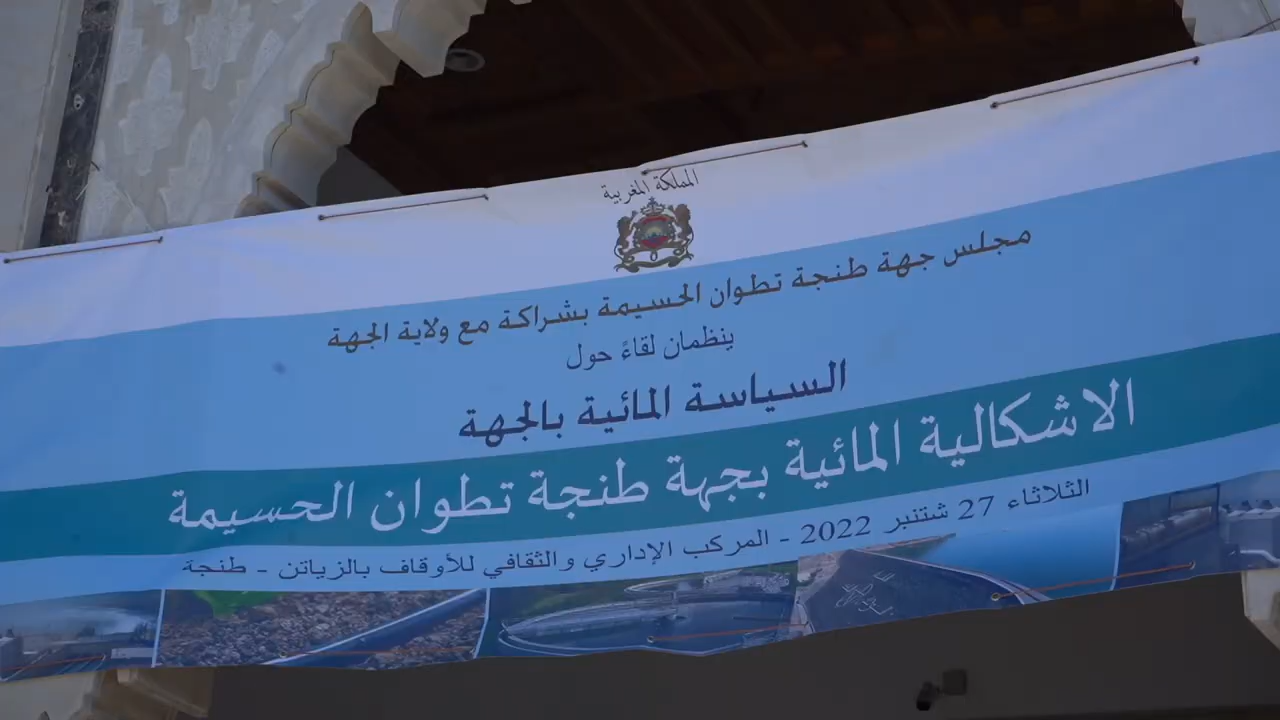 المملكة المغربية
مجلس جهة طنجة تطوان الحسيمة بشراكة مع ولاية الجهة
ينظمان لقاءً حول
السياسة المائية بالجهة
الاشكالية المائية بجهة طنجة تطوان الحسيمة
الثلاثاء 27 شتنبر 2022 - المركب الإداري والثقافي للأوقاف بالزياتن - طنجة